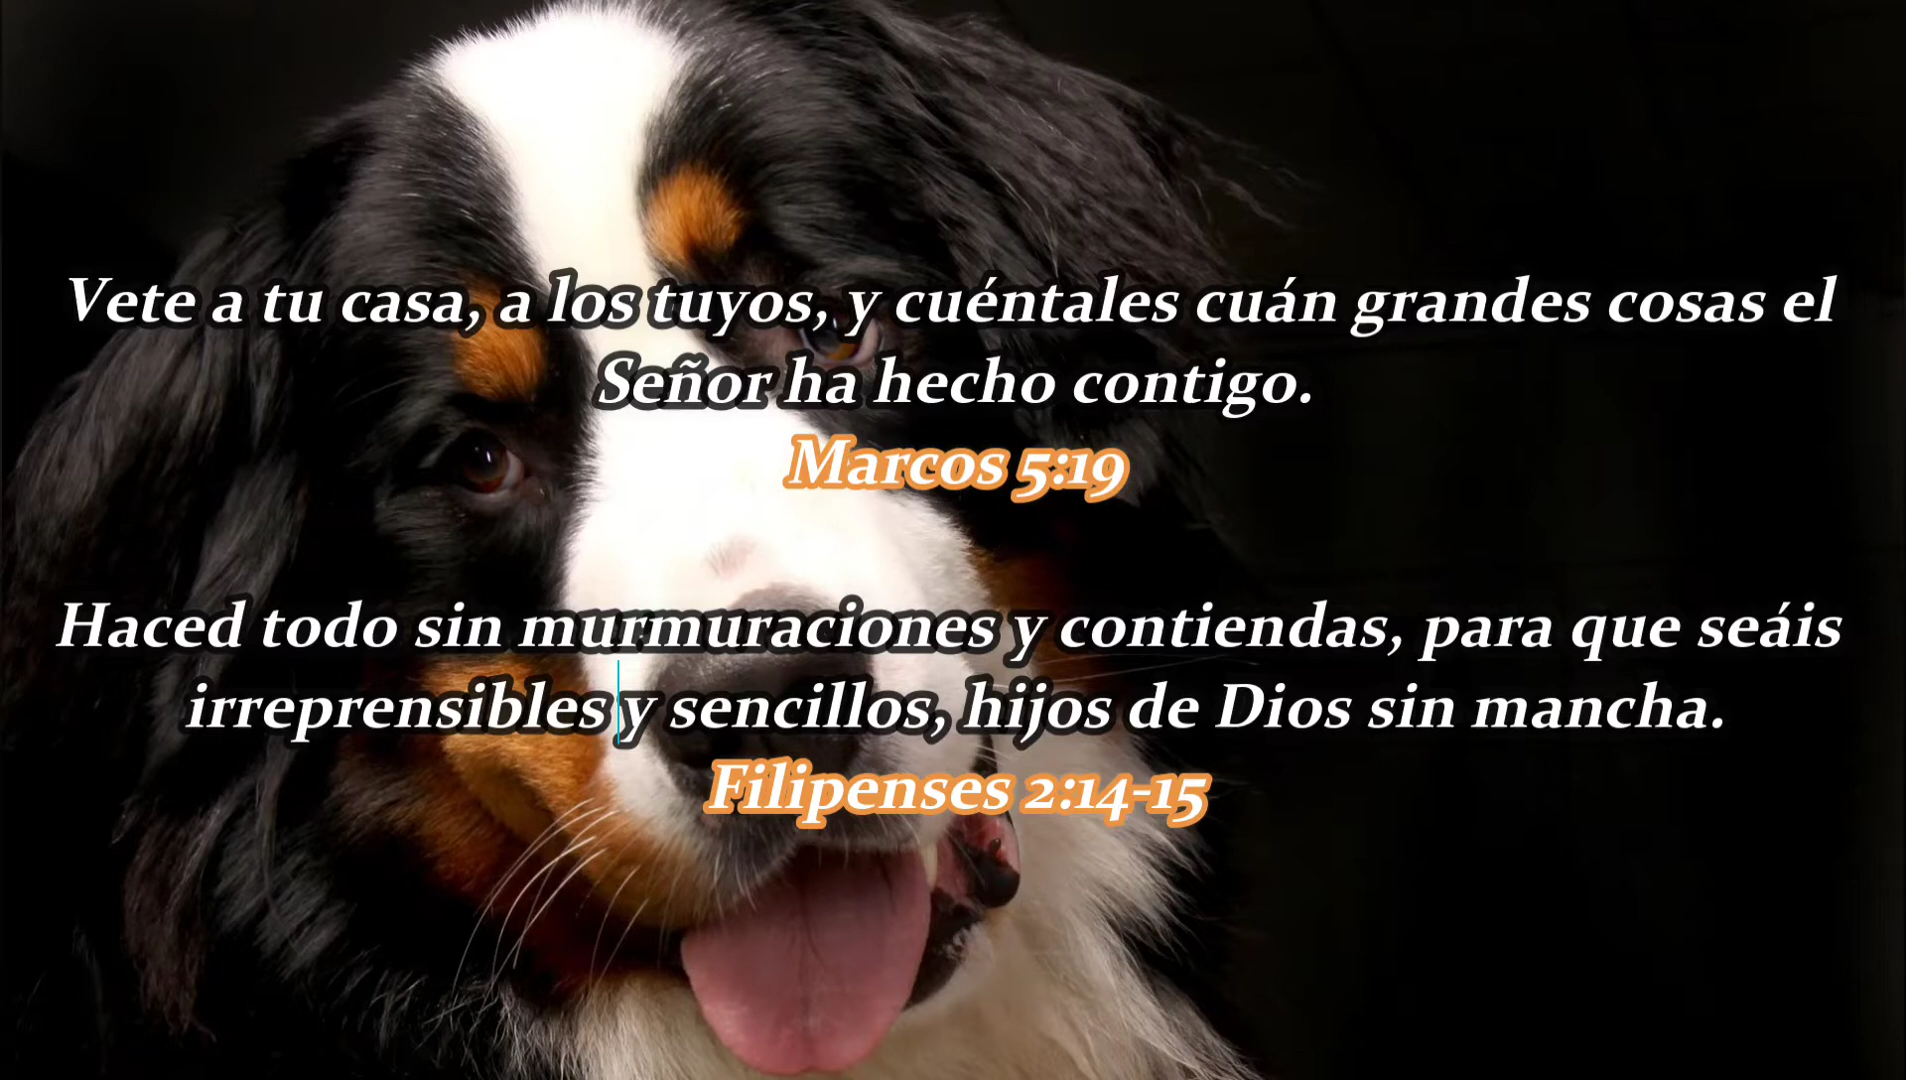 Vete a tu casa, a los tuyos, y cuéntales cuán grandes cosas el
Señor ha hecho contigo.
Marcos 5:19
Haced todo sin murmuraciones y contiendas, para que seáis
irreprensibles y sencillos, hijos de Dios sin mancha.
Filipenses 2:14-15